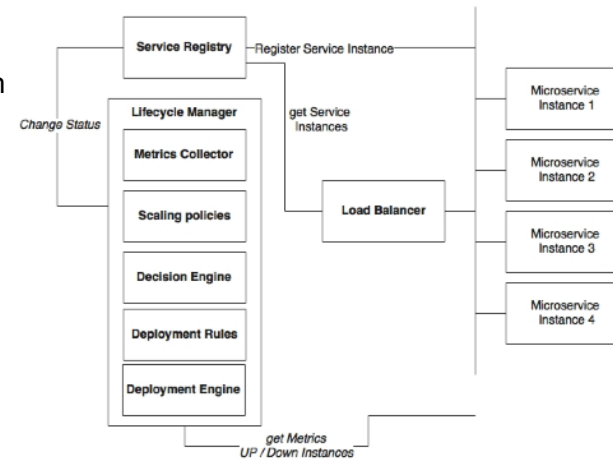 Service Registry
Register Service Instance
n
Change Status
Lifecycle Manager
get Service
Instances
Metrics Collector
Scaling policies
Load Balancer
Decision Engine
Deployment Rules
Deployment Engine
get Metrics
UP / Down Instances
Microservice
Instance 1
Microservice
Instance 2
Microservice
Instance 3
Microservice
Instance 4